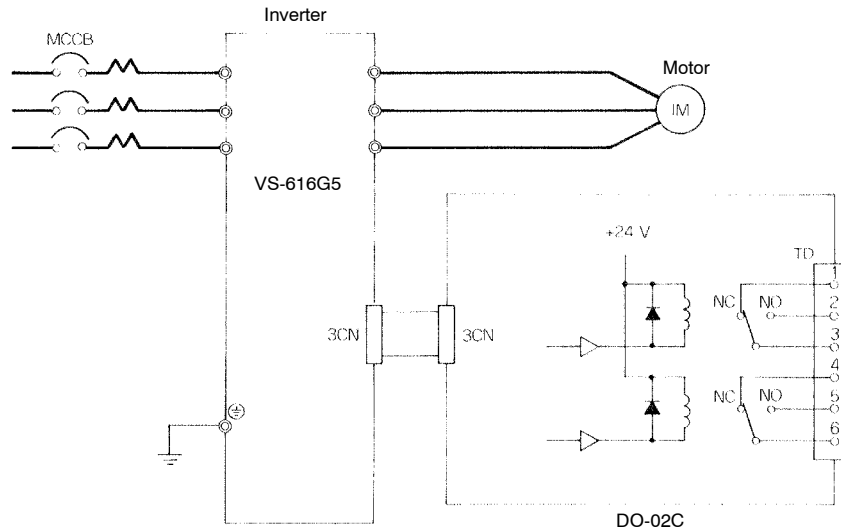 Inverter
MCCB
Motor
IM
VS-616G5
+24 V
TD
1
NC NO 2
3CN 3CN 3
4
NC NO 5
6
DO-02C